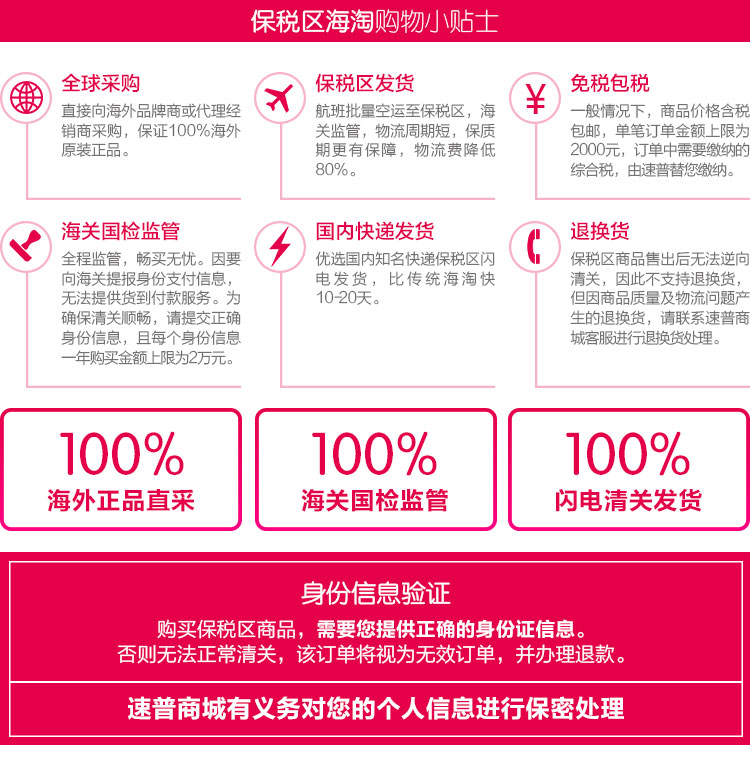 保税区海淘购物小贴士
全球采购
直接向海外品牌商或代理经
销商采购，保证100%海外
原装正品。
保税区发货
航班批量空运至保税区，海
关监管，物流周期短，保质
期更有保障，物流费降低
80%。
免税包税
一般情况下，商品价格含税
包邮，单笔订单金额上限为
2000元，订单中需要缴纳的
综合税，由速普替您缴纳。
海关国检监管
全程监管，畅买无忧。因要
向海关提报身份支付信息，
无法提供货到付款服务。为
确保清关顺畅，请提交正确
身份信息，且每个身份信息
一年购买金额上限为2万元。
国内快递发货
优选国内知名快递保税区闪
电发货，比传统海淘快
10-20天。
退换货
保税区商品售出后无法逆向
清关，因此不支持退换货，
但因商品质量及物流问题产
生的退换货，请联系速普商
城客服进行退换货处理。
100%
海外正品直采
100%
海关国检监管
100%
闪电清关发货
身份信息验证
购买保税区商品，需要您提供正确的身份证信息。
否则无法正常清关，该订单将视为无效订单，并办理退款。
速普商城有义务对您的个人信息进行保密处理